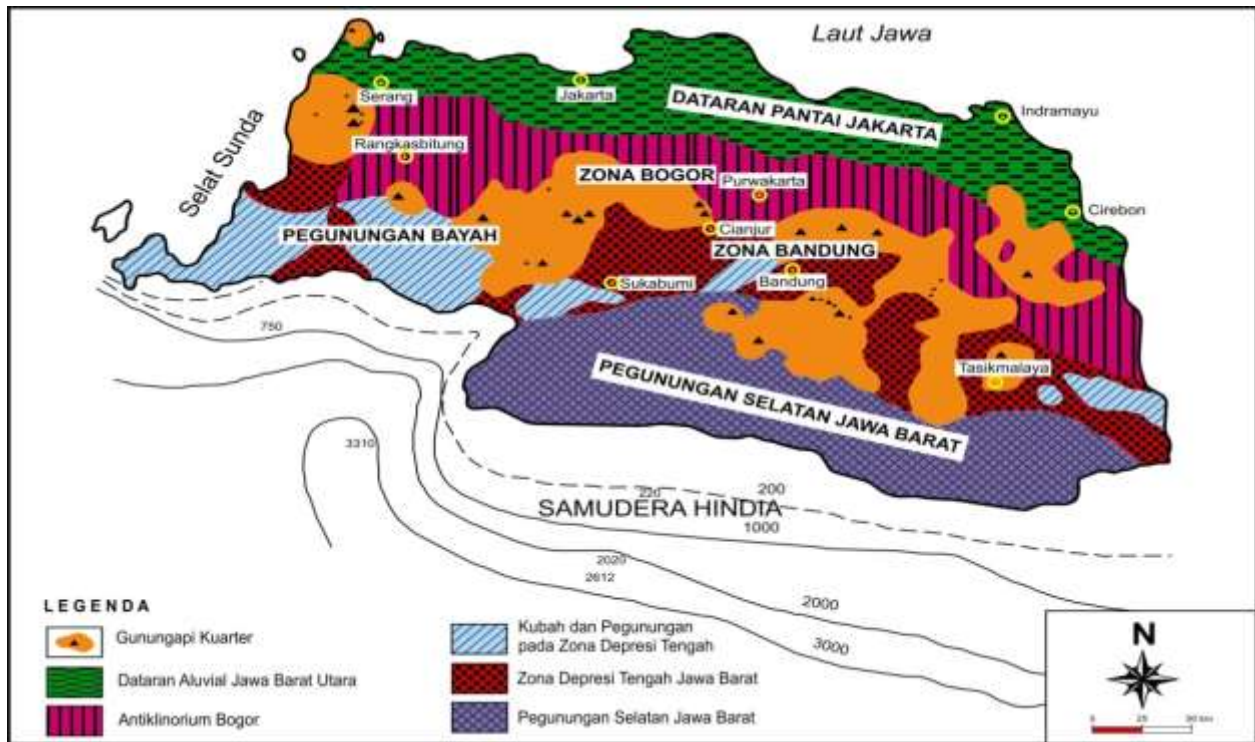 Laut Jawa
Selat Sunda
Serang
Jakarta
DATARAN PANTAI JAKARTA
Indramayu
Rangkasbitung
ZONA BOGOR
Purwakarta
Cirebon
PEGUNUNGAN BAYAH
Cianjur
ZONA BANDUNG
Sukabumi
Bandung
Tasikmalaya
PEGUNUNGAN SELATAN JAWA BARAT
750
3310
220
200
SAMUDERA HINDIA
1000
2020
2612
2000
3000
LEGENDA
Gunungapi Kuarter
Dataran Aluvial Jawa Barat Utara
Antiklinorium Bogor
Kubah dan Pegunungan
pada Zona Depresi Tengah
Zona Depresi Tengah Jawa Barat
Pegunungan Selatan Jawa Barat
N